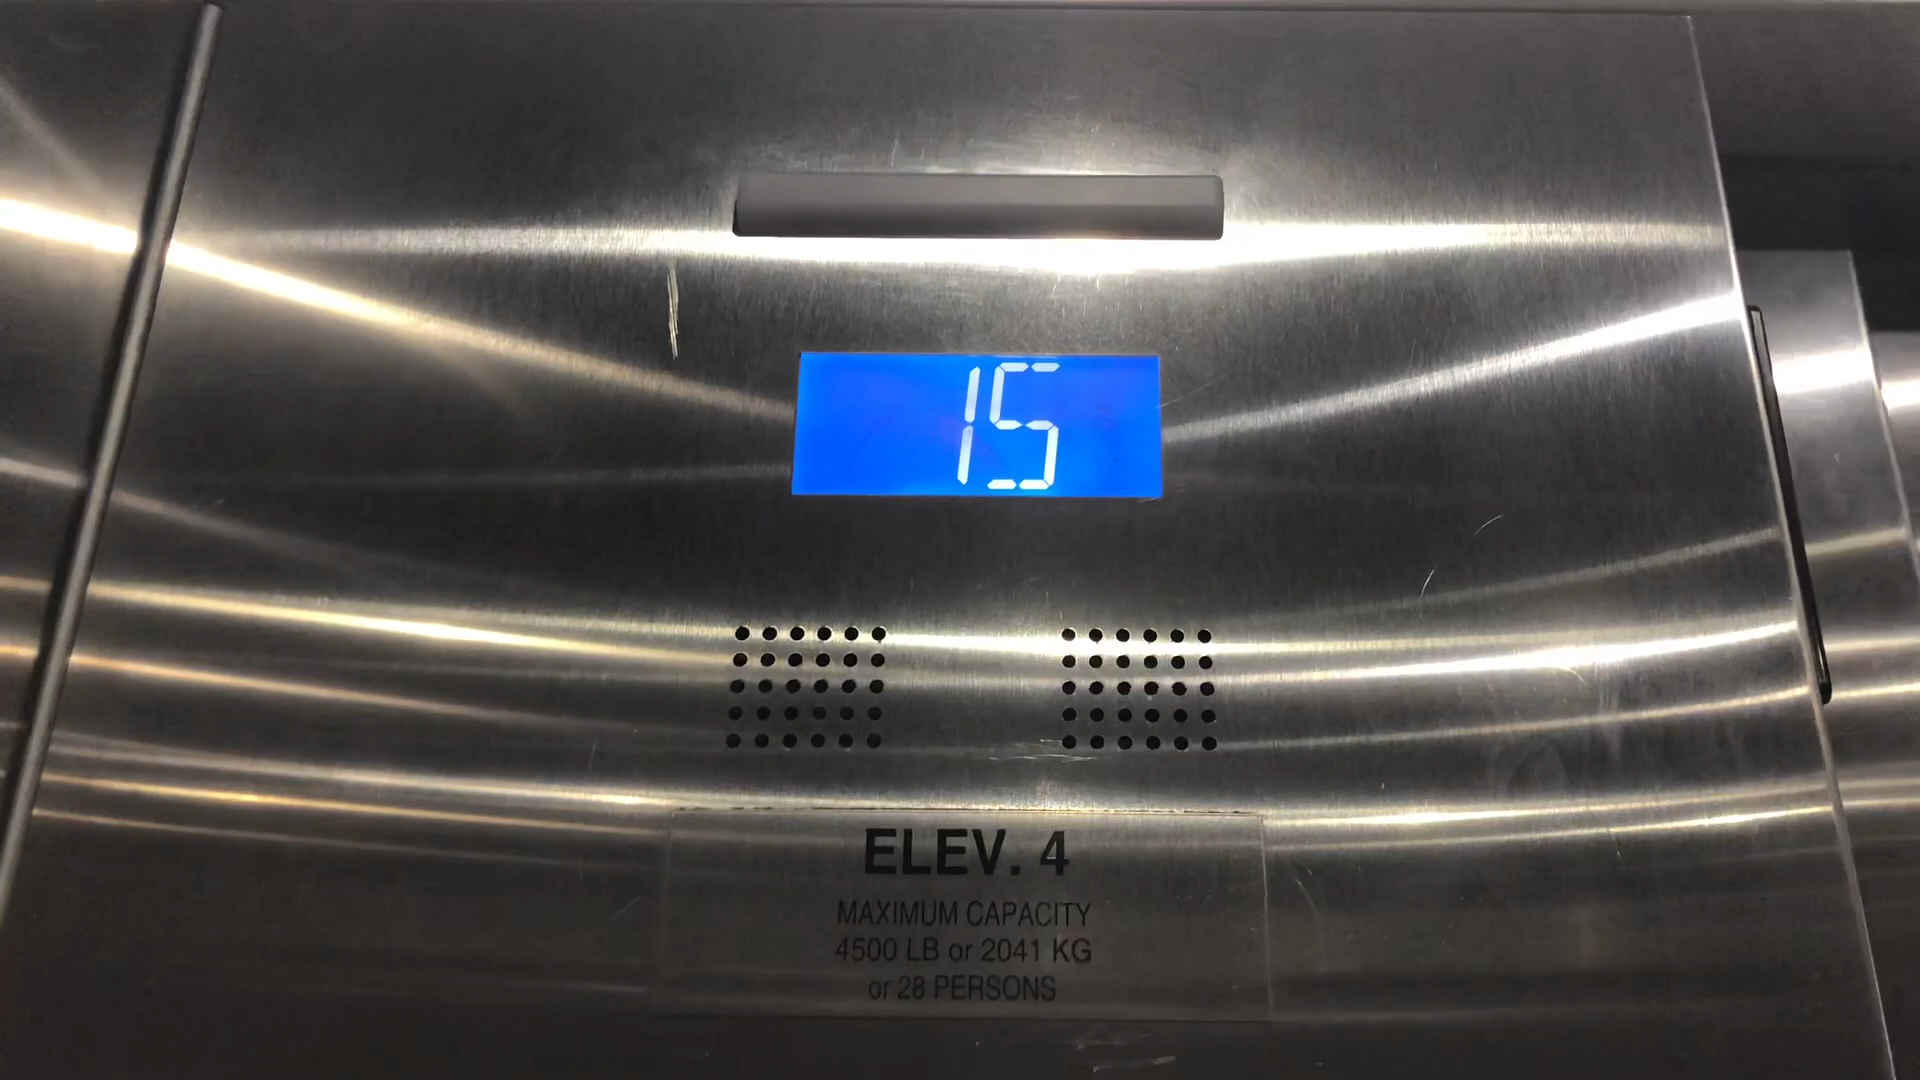 15
ELEV. 4
MAXIMUM CAPACITY
4500 LB or 2041 KG
or 28 PERSONS